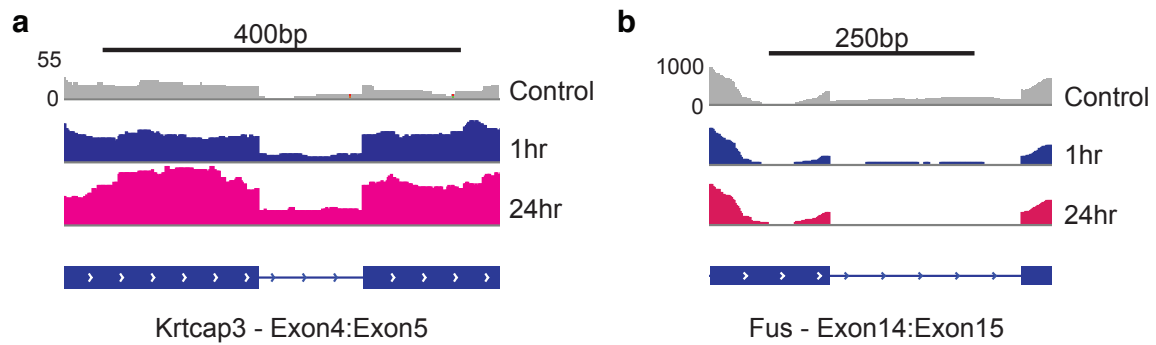 a
400bp
55
0
Control
1hr
24hr
Krtcap3 - Exon4:Exon5
b
250bp
1000
0
Control
1hr
24hr
Fus - Exon14:Exon15